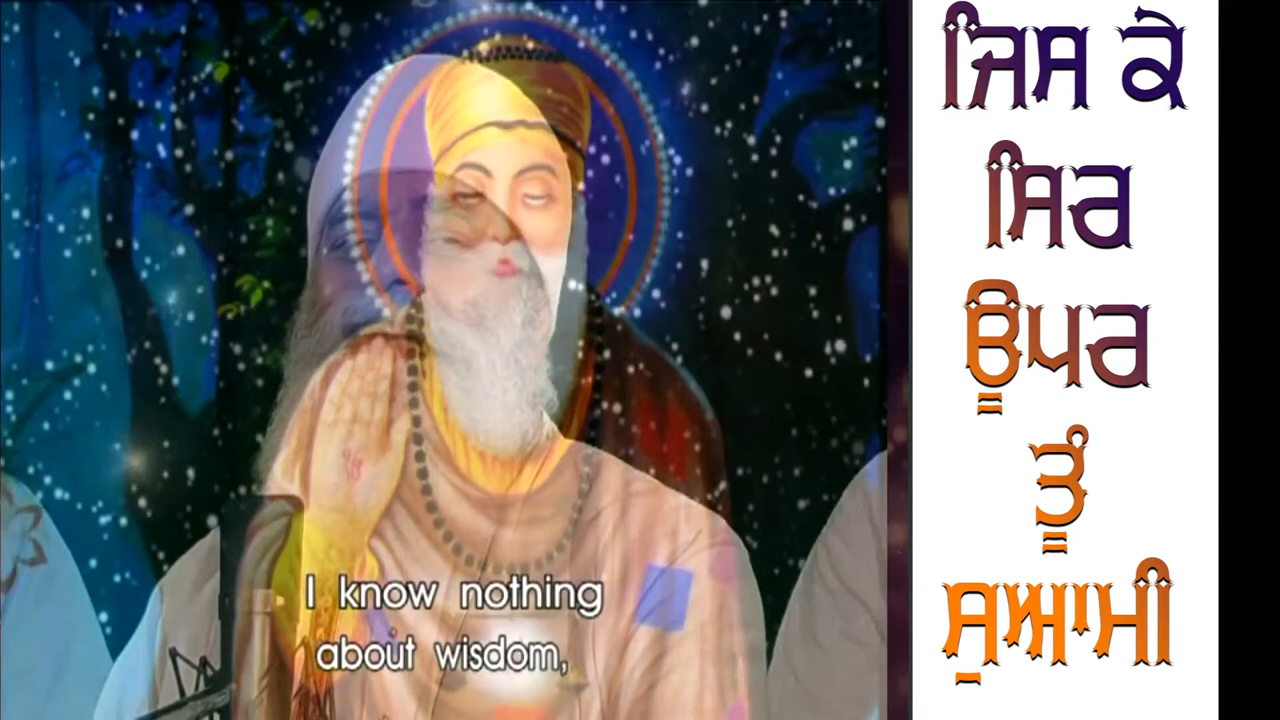 I know nothing
about wisdom,
ਜਿਸ ਕੇ
ਸਿਰ
ਊਪਰ
ਤੂੰ
ਸੁਆਮੀ